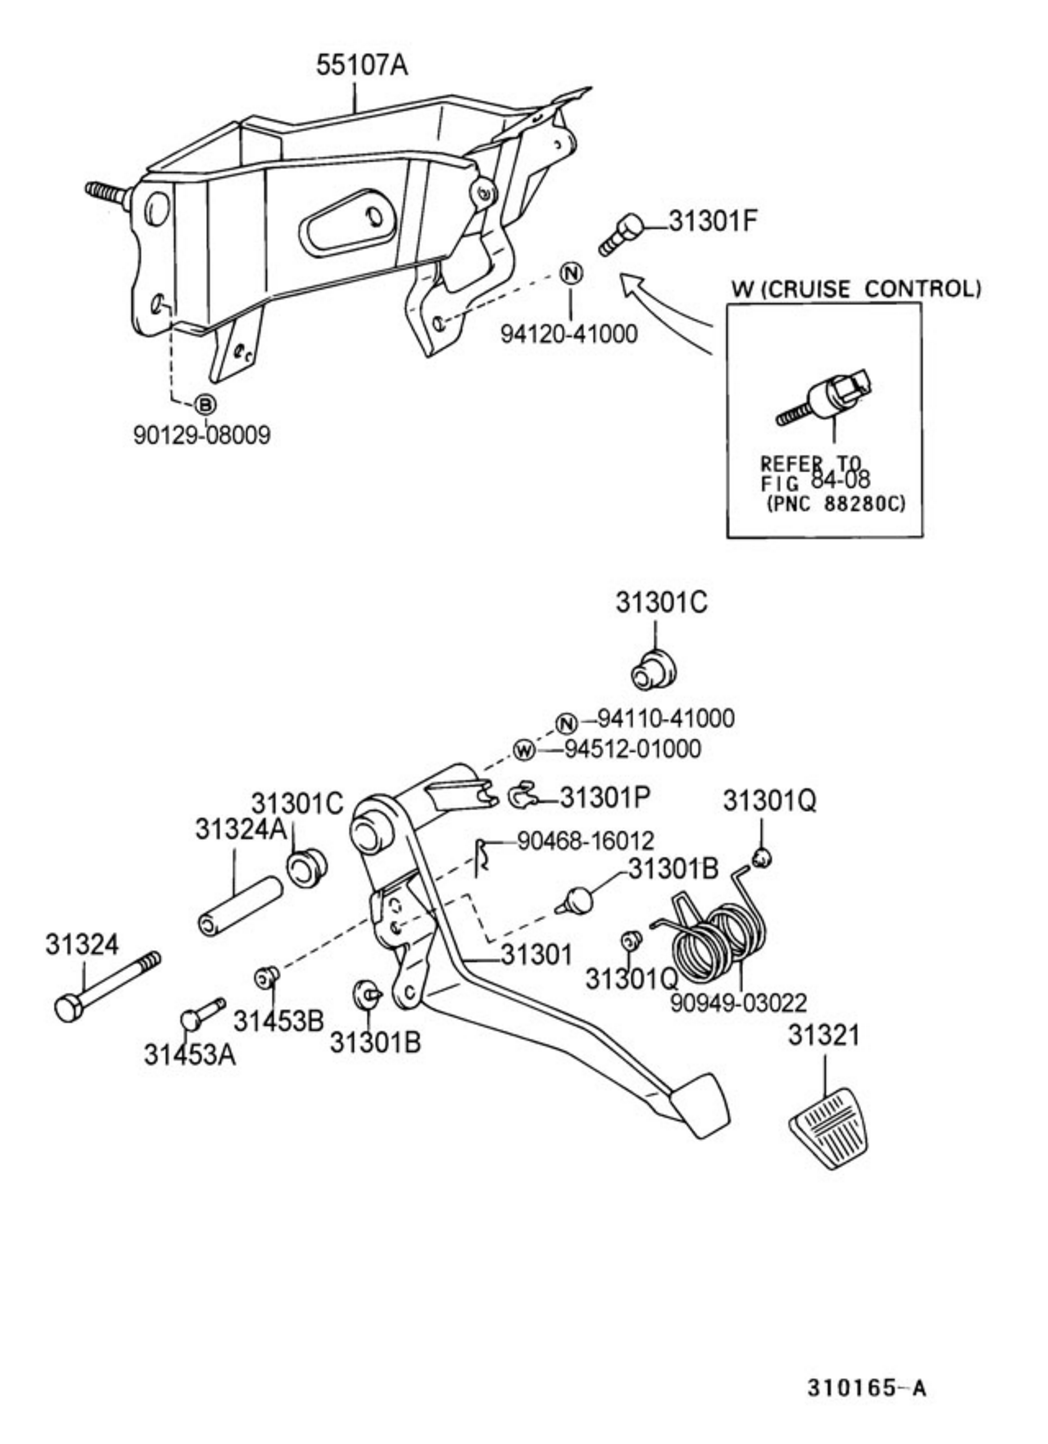 55107A
31301F
W (CRUISE CONTROL)
N
94120-41000
B
90129-08009
REFER TO
FIG 84-08
(PNC 88280C)
31301C
N 94110-41000
W 94512-01000
31301P
31301C
31301Q
31324A
90468-16012
31301B
31324
31301
31301Q
90949-03022
31453B
31453A
31301B
31321
310165-A